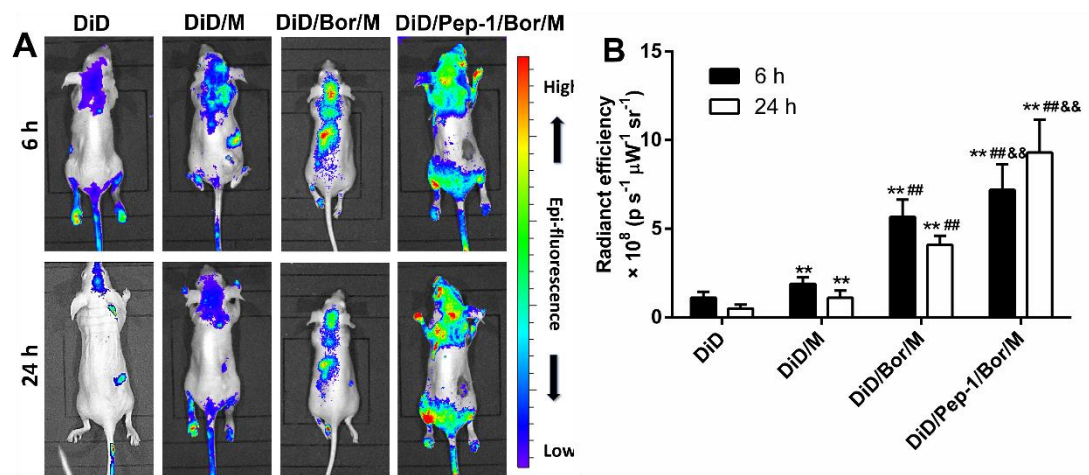 A
DiD
DiD/M
DiD/Bor/M
DiD/Pep-1/Bor/M
6 h
24 h
High
Epi-fluorescence
Low
B
Radianct efficiency
× 10⁸ (p s⁻¹ µW⁻¹ sr⁻¹)
15
10
5
0
6 h
24 h
**
**
** ##
** ##
** ##&&
** ##&&
DiD
DiD/M
DiD/Bor/M
DiD/Pep-1/Bor/M